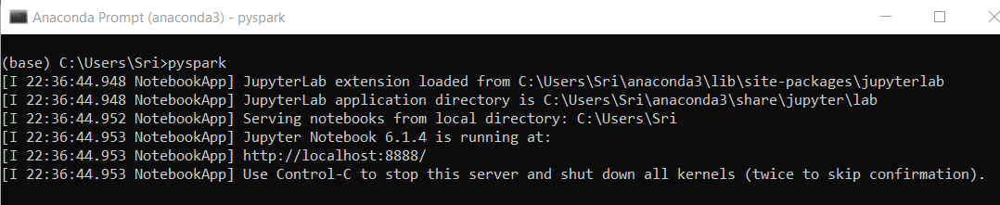 Anaconda Prompt (anaconda3) - pyspark
(base) C:\Users\Sri>pyspark
[I 22:36:44.948 NotebookApp] JupyterLab extension loaded from C:\Users\Sri\anaconda3\lib\site-packages\jupyterlab
[I 22:36:44.948 NotebookApp] JupyterLab application directory is C:\Users\Sri\anaconda3\share\jupyter\lab
[I 22:36:44.952 NotebookApp] Serving notebooks from local directory: C:\Users\Sri
[I 22:36:44.953 NotebookApp] Jupyter Notebook 6.1.4 is running at:
[I 22:36:44.953 NotebookApp] http://localhost:8888/
[I 22:36:44.953 NotebookApp] Use Control-C to stop this server and shut down all kernels (twice to skip confirmation).